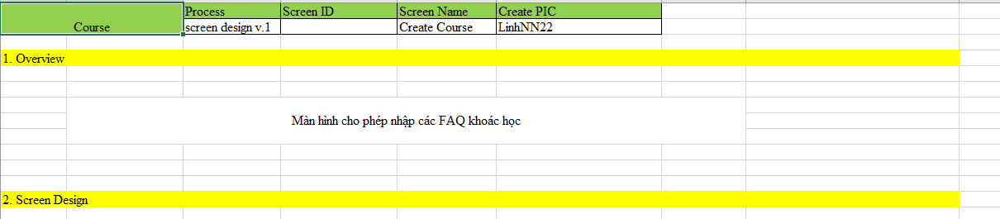 Course
Process Screen ID Screen Name Create PIC
screen design v.1 Create Course LinhNN22
1. Overview
Màn hình cho phép nhập các FAQ khoác học
2. Screen Design